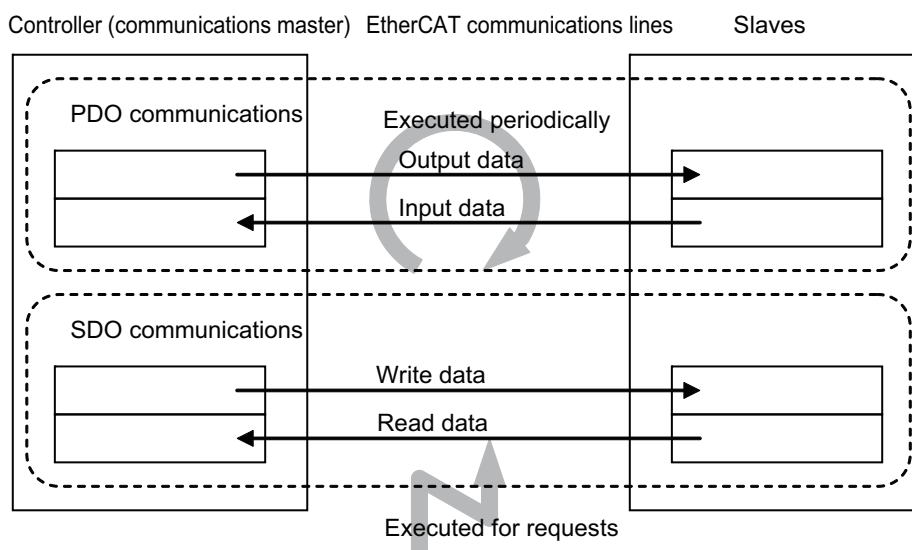 Controller (communications master) EtherCAT communications lines Slaves
PDO communications
Executed periodically
Output data
Input data
SDO communications
Write data
Read data
Executed for requests